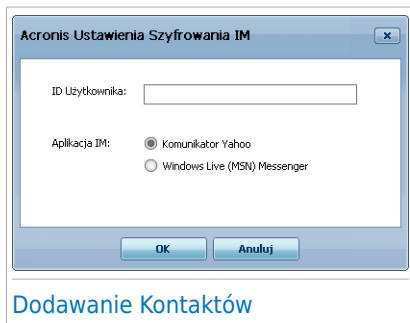 Acronis Ustawienia Szyfrowania IM
ID Użytkownika:
Aplikacja IM:
Komunikator Yahoo
Windows Live (MSN) Messenger
OK
Anuluj
Dodawanie Kontaktów